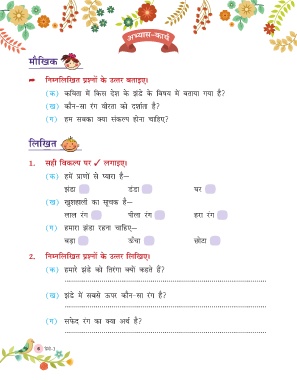 अभ्यास-कार्य
मौखिक
निम्नलिखित प्रश्नों के उत्तर बताइए।
(क) कविता में किस देश के झंडे के विषय में बताया गया है?
(ख) कौन-सा रंग वीरता को दर्शाता है?
(ग) हम सबका क्या संकल्प होना चाहिए?
लिखित
1. सही विकल्प पर ✓ लगाइए।
(क) हमें प्राणों से प्यारा है—
झंडा डंडा घर
(ख) खुशहाली का सूचक है—
लाल रंग पीला रंग हरा रंग
(ग) हमारा झंडा रहना चाहिए—
बड़ा ऊँचा छोटा
2. निम्नलिखित प्रश्नों के उत्तर लिखिए।
(क) हमारे झंडे को तिरंगा क्यों कहते हैं?
(ख) झंडे में सबसे ऊपर कौन-सा रंग है?
(ग) सफेद रंग का क्या अर्थ है?